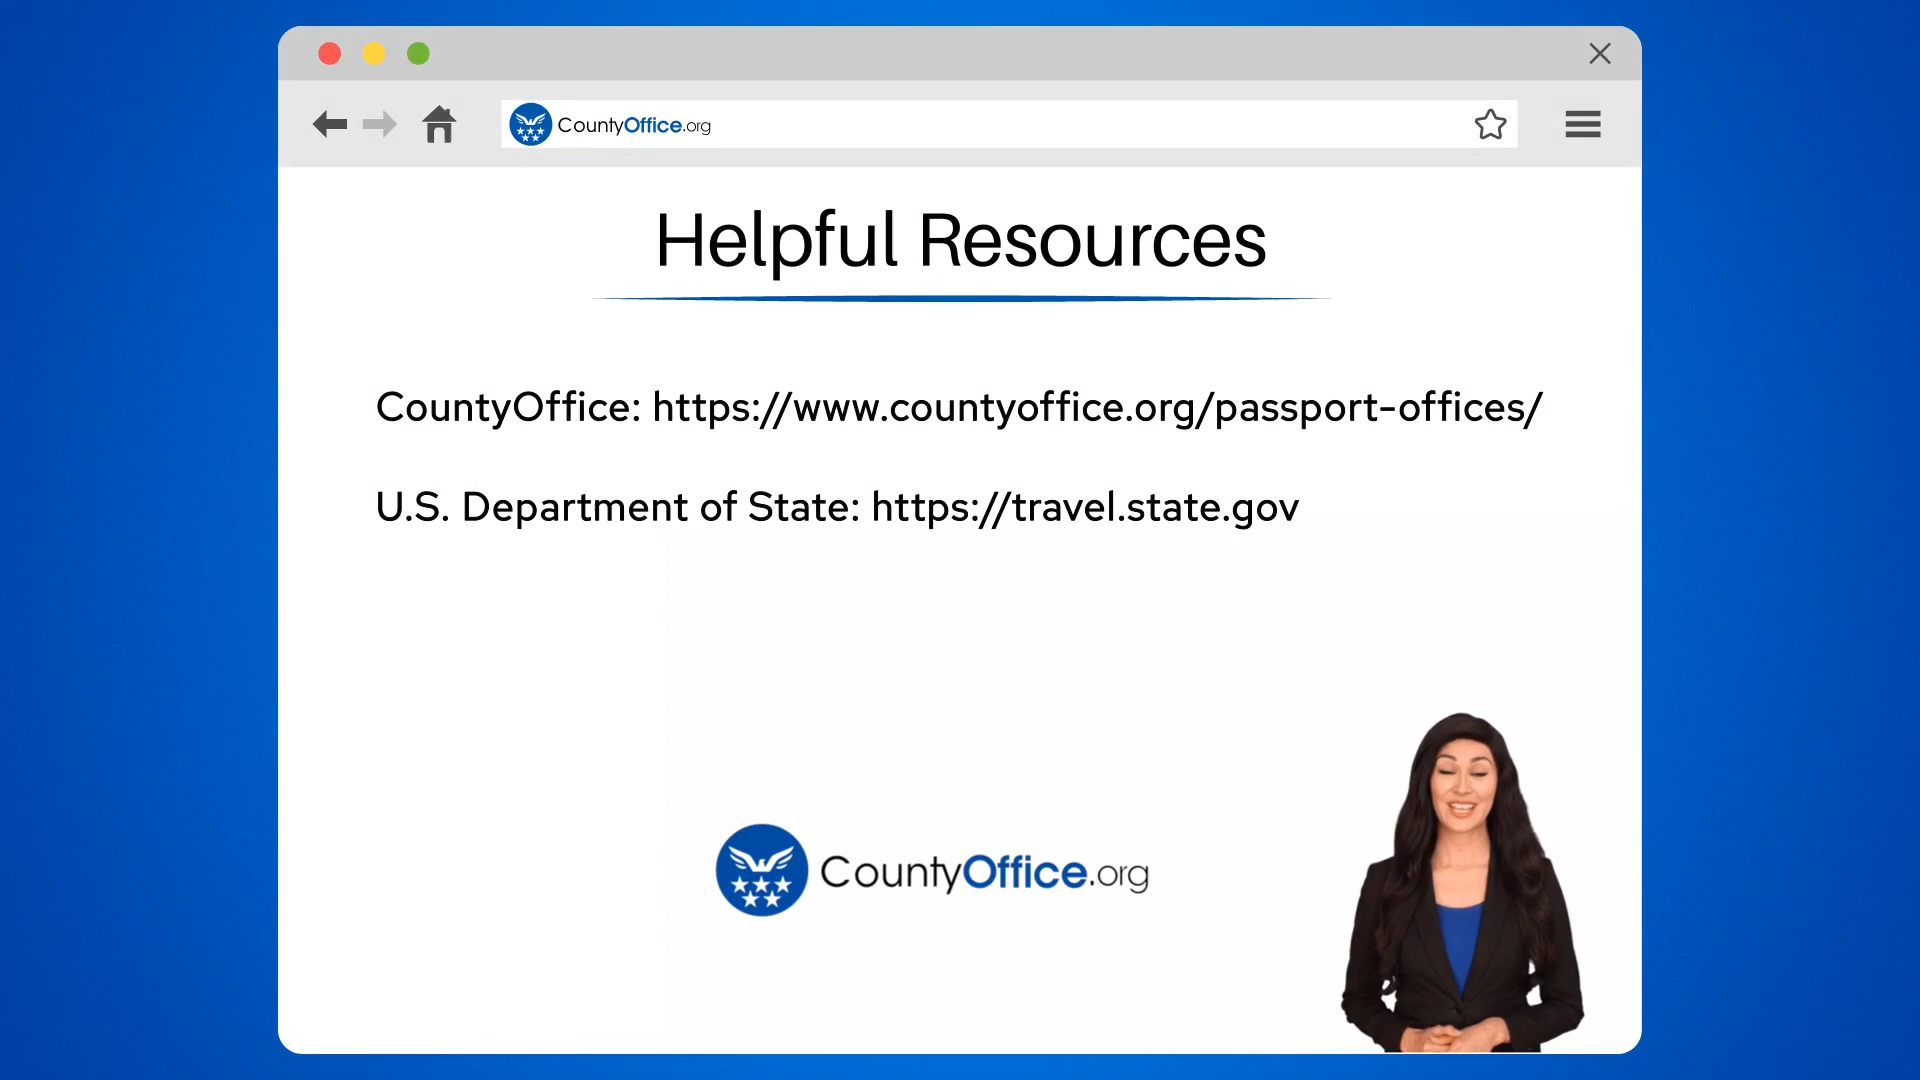 CountyOffice.org
Helpful Resources
CountyOffice: https://www.countyoffice.org/passport-offices/
U.S. Department of State: https://travel.state.gov
CountyOffice.org